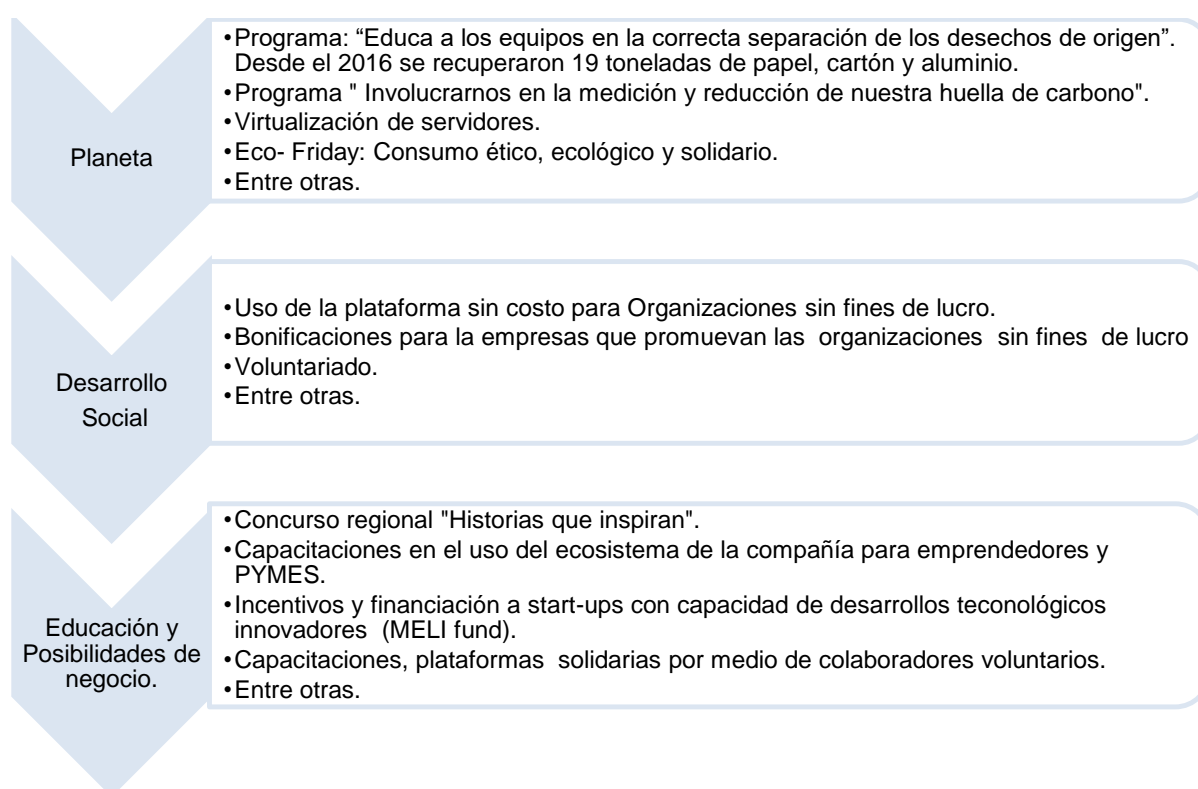 Planeta
•Programa: “Educa a los equipos en la correcta separación de los desechos de origen”.
Desde el 2016 se recuperaron 19 toneladas de papel, cartón y aluminio.
•Programa " Involucrarnos en la medición y reducción de nuestra huella de carbono".
•Virtualización de servidores.
•Eco- Friday: Consumo ético, ecológico y solidario.
•Entre otras.
Desarrollo
Social
•Uso de la plataforma sin costo para Organizaciones sin fines de lucro.
•Bonificaciones para la empresas que promuevan las organizaciones sin fines de lucro
•Voluntariado.
•Entre otras.
Educación y
Posibilidades de
negocio.
•Concurso regional "Historias que inspiran".
•Capacitaciones en el uso del ecosistema de la compañía para emprendedores y
PYMES.
•Incentivos y financiación a start-ups con capacidad de desarrollos teconológicos
innovadores (MELI fund).
•Capacitaciones, plataformas solidarias por medio de colaboradores voluntarios.
•Entre otras.